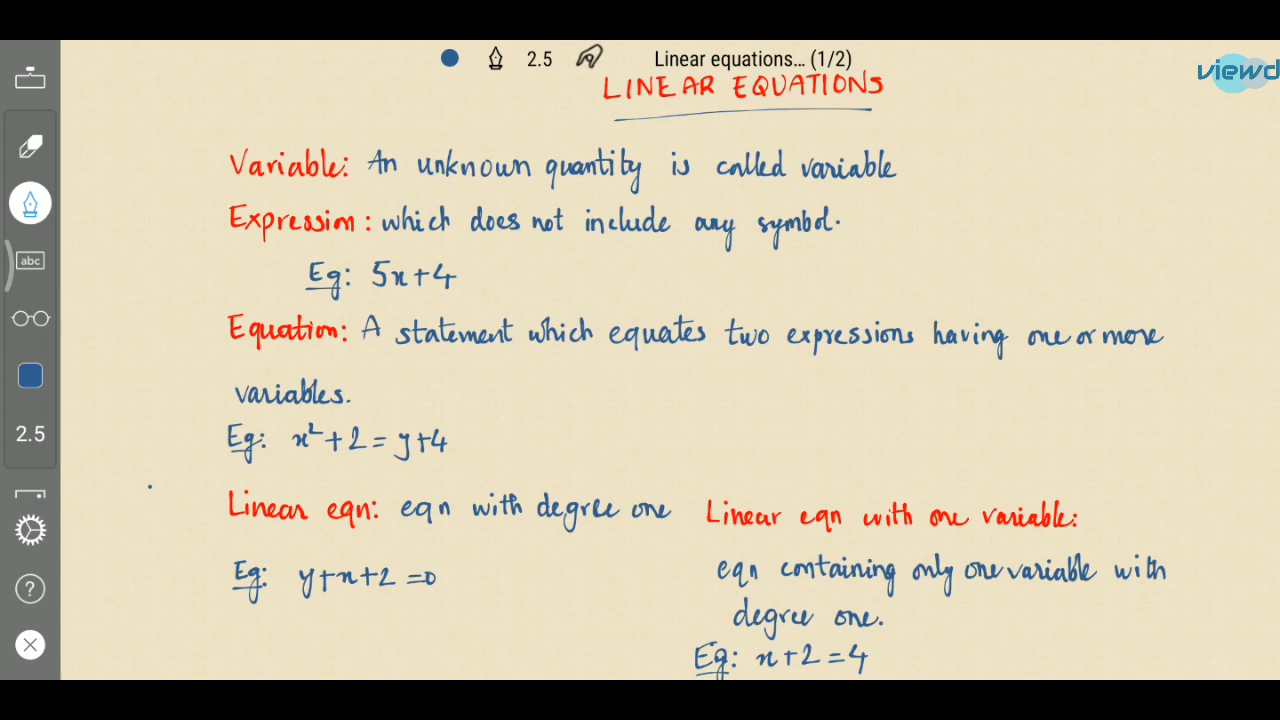 2.5 Linear equations... (1/2)
viewd
LINEAR EQUATIONS
Variable: An unknown quantity is called variable
abc
Expression: which does not include any symbol.
Eg: 5x+4
Equation: A statement which equates two expressions having one or more
variables.
2.5
Eg: x²+2=y+4
Linear eqn: eqn with degree one
Eg: y+x+2=0
Linear eqn with one variable:
eqn containing only one variable with
degree one.
Eg: x+2=4
?